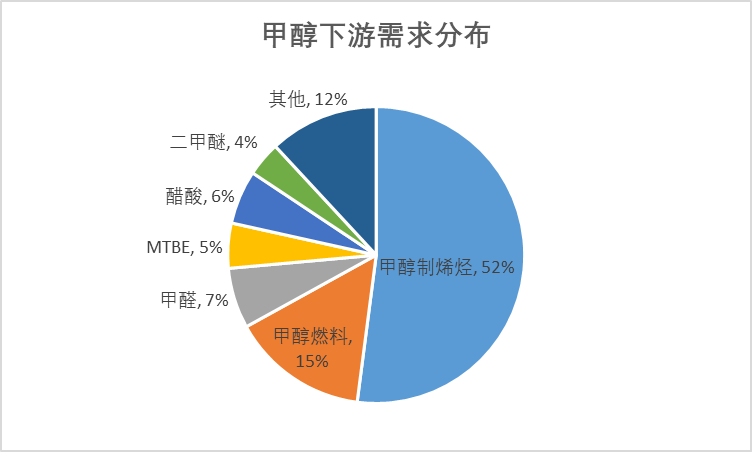 甲醇下游需求分布
其他, 12%
二甲醚, 4%
醋酸, 6%
MTBE, 5%
甲醛, 7%
甲醇燃料,
15%
甲醇制烯烃, 52%